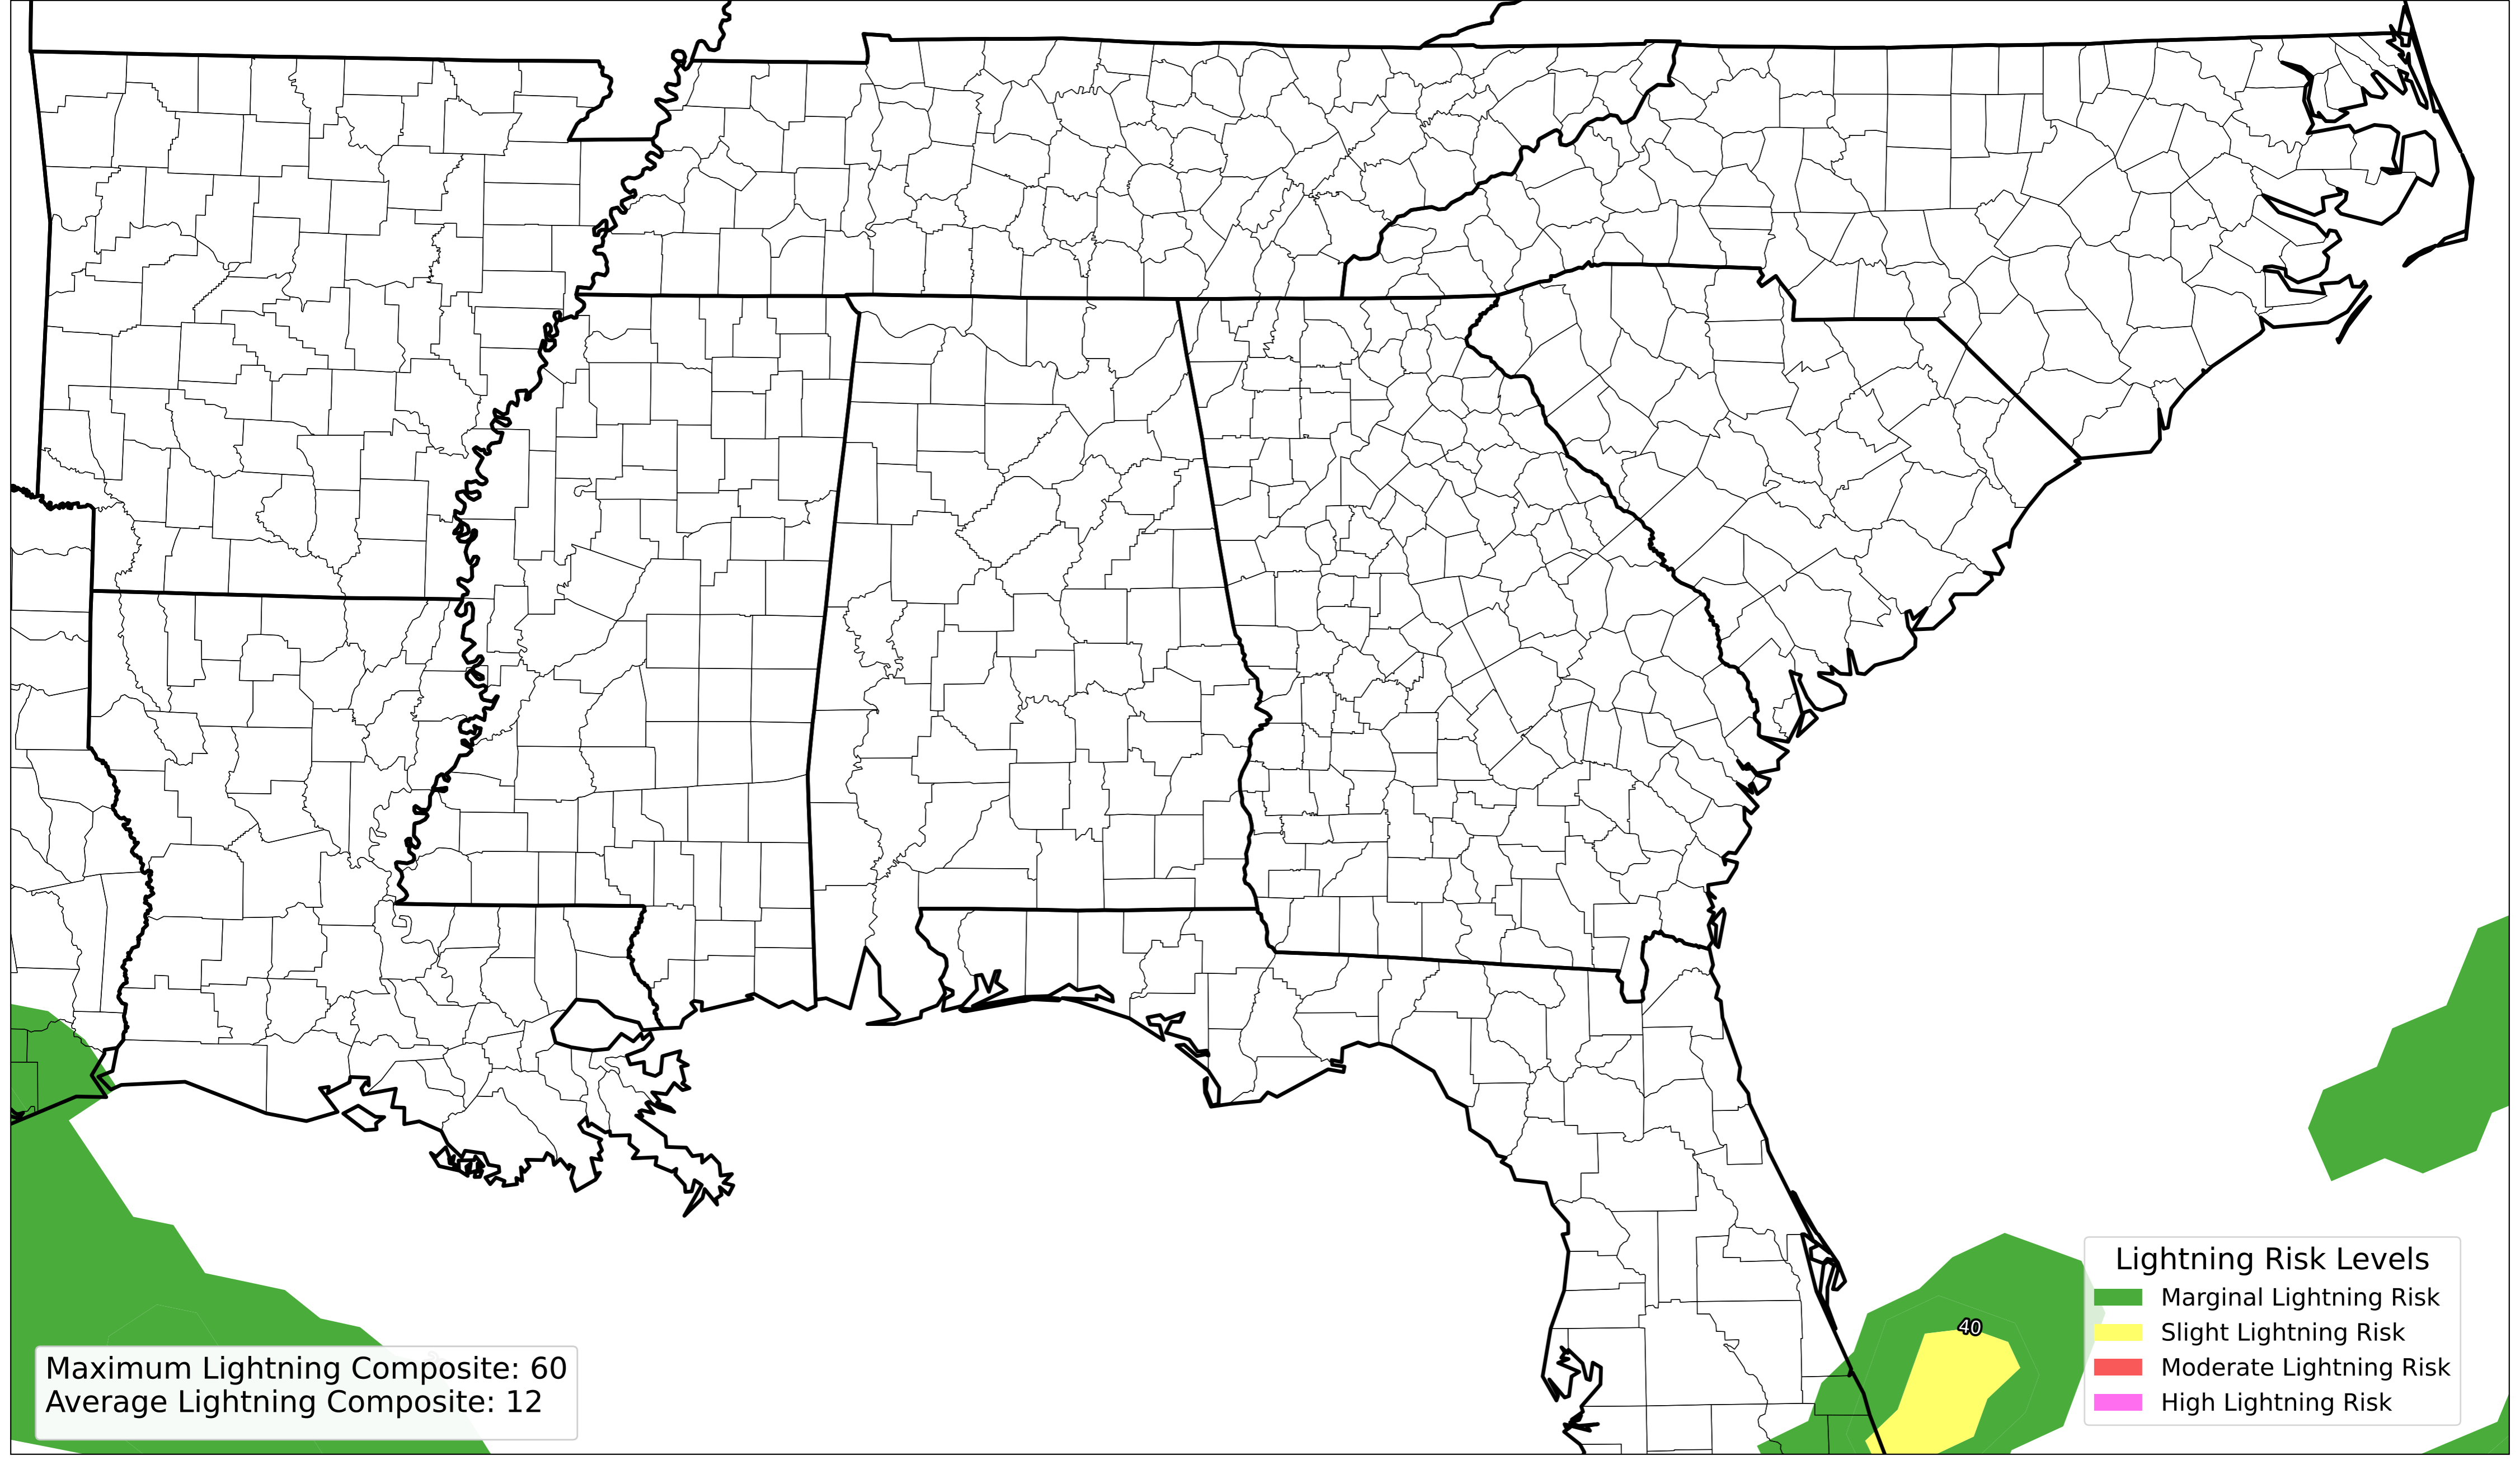 40
Lightning Risk Levels
Marginal Lightning Risk
Slight Lightning Risk
Moderate Lightning Risk
High Lightning Risk
Maximum Lightning Composite: 60
Average Lightning Composite: 12